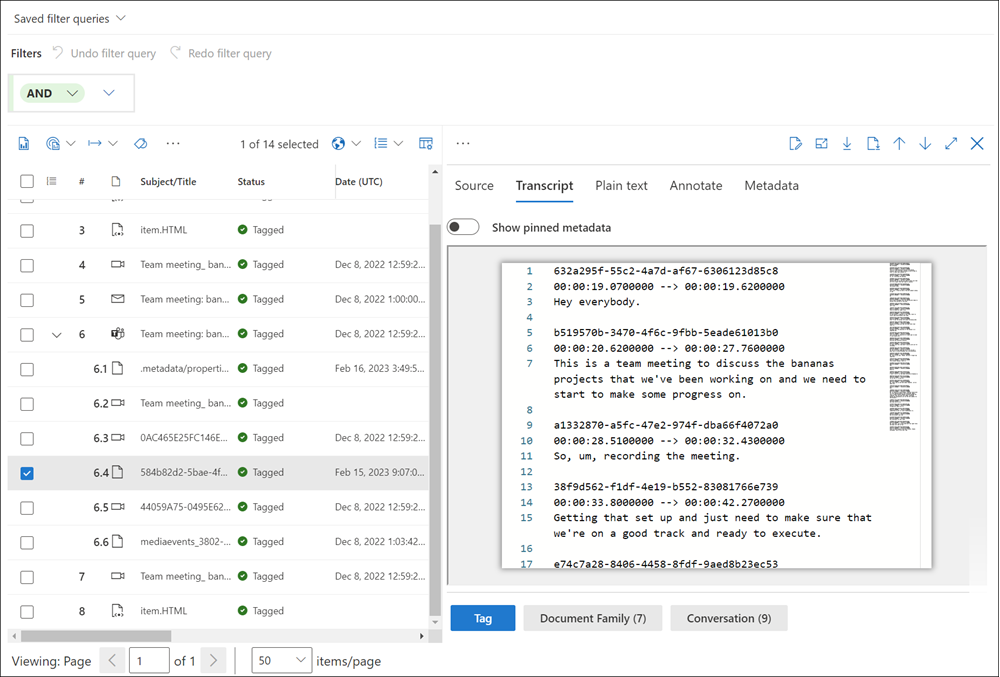 Saved filter queries
Filters Undo filter query Redo filter query
AND
1 of 14 selected
# Subject/Title Status Date (UTC)
3 item.HTML Tagged
4 Team meeting_ ban... Tagged Dec 8, 2022 12:59:2...
5 Team meeting: ban... Tagged Dec 8, 2022 1:00:00...
6 Team meeting: ban... Tagged Dec 8, 2022 12:59:2...
6.1 .metadata/properti... Tagged Feb 16, 2023 3:49:5...
6.2 Team meeting_ ban... Tagged Dec 8, 2022 12:59:2...
6.3 0AC465E25FC146E... Tagged Dec 8, 2022 12:59:2...
6.4 584b82d2-5bae-4f... Tagged Feb 15, 2023 9:07:0...
6.5 44059A75-0495E62... Tagged Dec 8, 2022 12:59:2...
6.6 mediaevents_3802-... Tagged Dec 8, 2022 1:03:42...
7 Team meeting_ ban... Tagged Dec 8, 2022 12:59:2...
8 item.HTML Tagged
Viewing: Page 1 of 1 50 items/page
...
Source Transcript Plain text Annotate Metadata
Show pinned metadata
1 632a295f-55c2-4a7d-af67-6306123d85c8
2 00:00:19.0700000 --> 00:00:19.6200000
3 Hey everybody.
4
5 b519570b-3470-4f6c-9fbb-5eade61013b0
6 00:00:20.6200000 --> 00:00:27.7600000
7 This is a team meeting to discuss the bananas
projects that we've been working on and we need to
start to make some progress on.
8
9 a1332870-a5fc-47e2-974f-dba66f4072a0
10 00:00:28.5100000 --> 00:00:32.4300000
11 So, um, recording the meeting.
12
13 38f9d562-f1df-4e19-b552-83081766e739
14 00:00:33.8000000 --> 00:00:42.2700000
15 Getting that set up and just need to make sure that
we're on a good track and ready to execute.
16
17 e74c7a28-8406-4458-8fdf-9aed8b23ec53
Tag Document Family (7) Conversation (9)